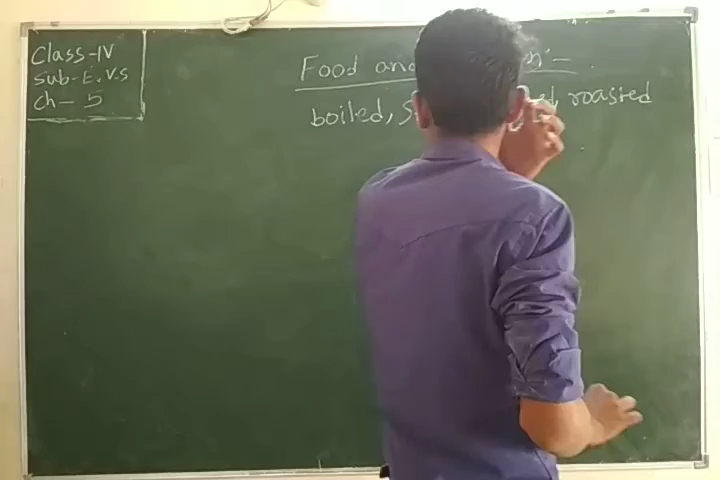 Class-IV
Sub-E.V.S
Ch- 5
Food and
boiled, roasted